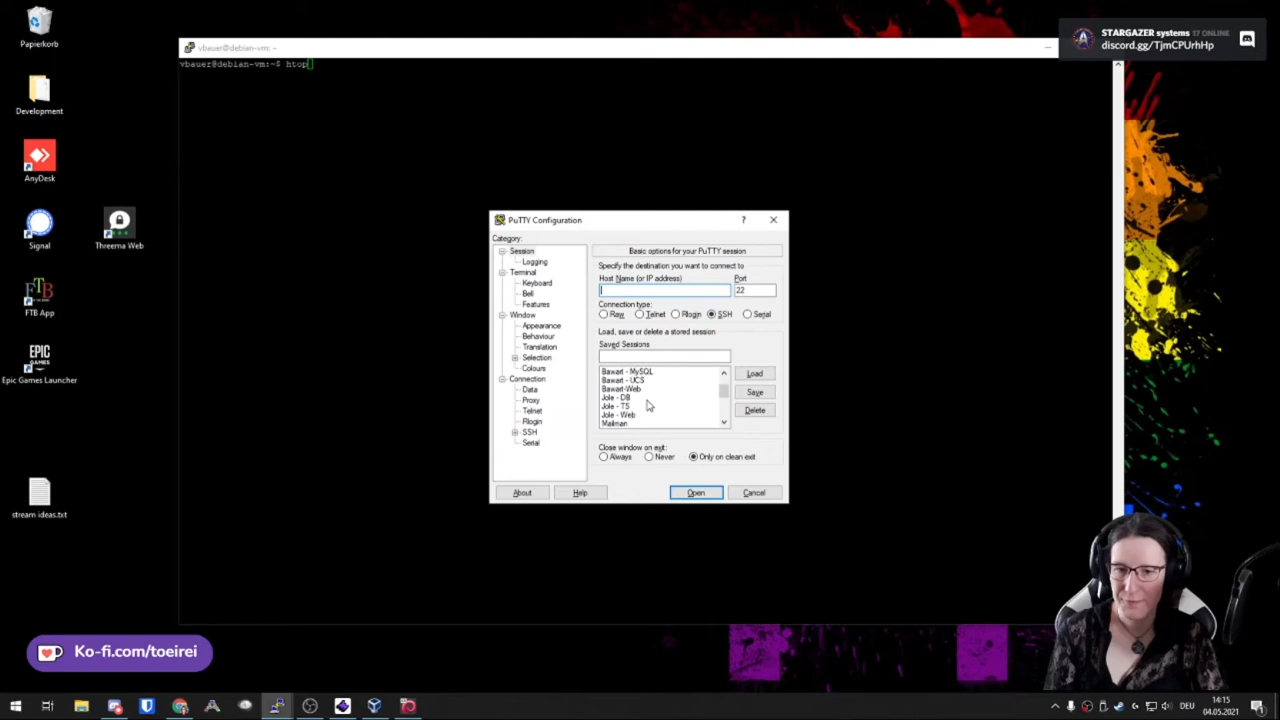 Papierkorb
Development
AnyDesk
Signal
Threema Web
FTB
FTB App
EPIC
GAMES
Epic Games Launcher
stream ideas.txt
vbauer@debian-vm: ~
vbauer@debian-vm:~$ htop
STARGAZER systems 17 ONLINE
discord.gg/TjmCPUrhHp
PuTTY Configuration
?
Category:
Session
Logging
Terminal
Keyboard
Bell
Features
Window
Appearance
Behaviour
Translation
Selection
Colours
Connection
Data
Proxy
Telnet
Rlogin
SSH
Serial
Basic options for your PuTTY session
Specify the destination you want to connect to
Host Name (or IP address) Port
22
Connection type:
Raw Telnet Rlogin SSH Serial
Load, save or delete a stored session
Saved Sessions
Bawart - MySQL
Bawart - UCS
Bawart-Web
Jole - DB
Jole - TS
Jole - Web
Mailman
Load
Save
Delete
Close window on exit:
Always Never Only on clean exit
About Help Open Cancel
Ko-fi.com/toeirei
DEU
14:15
04.05.2021
1